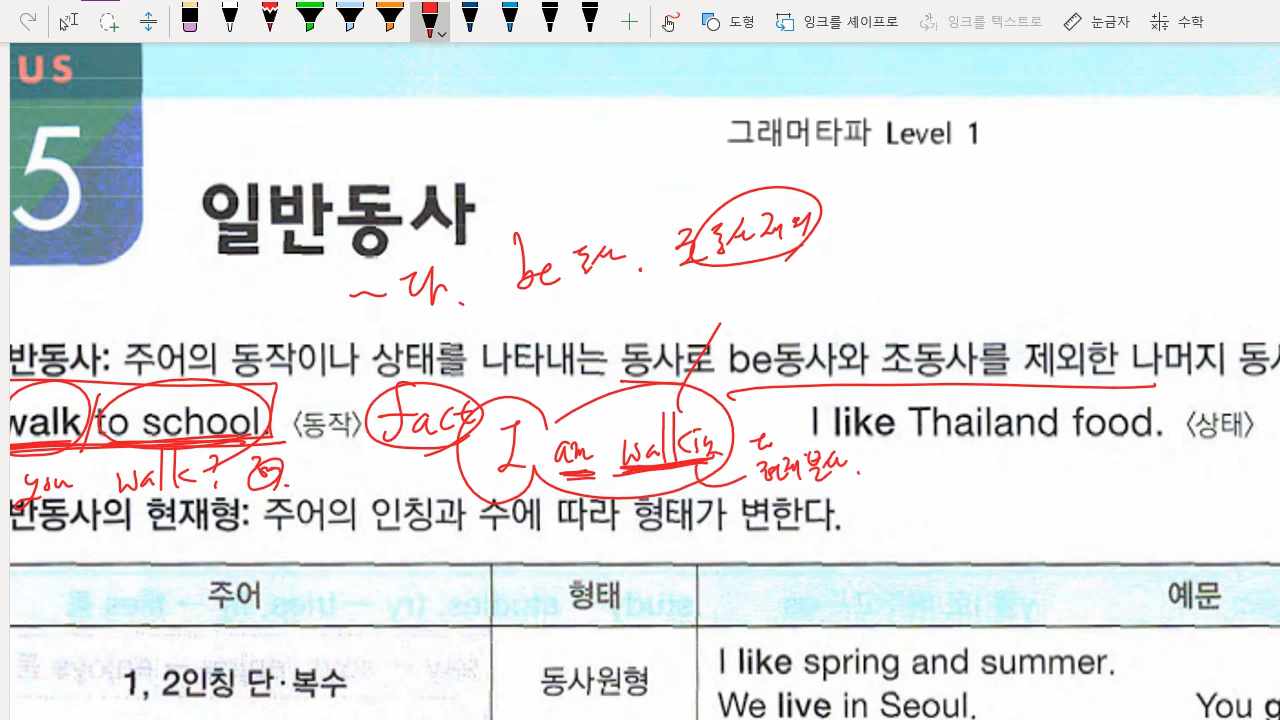 도형 잉크를 셰이프로 잉크를 텍스트로 눈금자 수학
US
5
그래머타파 Level 1
일반동사
~다. be 동사. 조동사 제외
반동사: 주어의 동작이나 상태를 나타내는 동사로 be동사와 조동사를 제외한 나머지 동
walk to school. 〈동작〉 fact I am walkin I like Thailand food. 〈상태〉
you walk?
반동사의 현재형: 주어의 인칭과 수에 따라 형태가 변한다.
주어 형태 예문
1, 2인칭 단·복수 동사원형 I like spring and summer.
We live in Seoul. You g